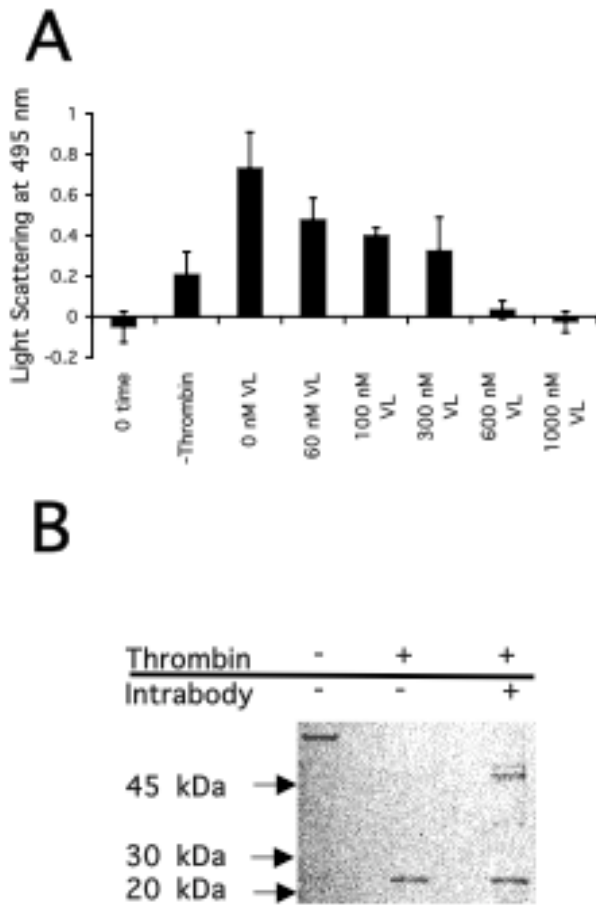 A
Light Scattering at 495 nm
1
0.8
0.6
0.4
0.2
0
-0.2
0 time
-Thrombin
0 nM VL
60 nM VL
100 nM
VL
300 nM
VL
600 nM
VL
1000 nM
VL
B
Thrombin - + +
Intrabody - - +
45 kDa
30 kDa
20 kDa